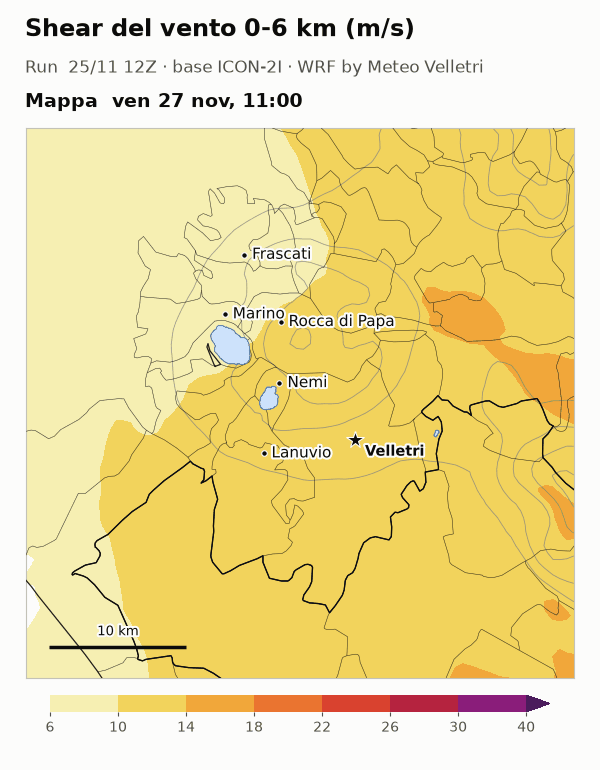 Shear del vento 0-6 km (m/s)
Run  25/11 12Z · base ICON-2I · WRF by Meteo Velletri
Mappa  ven 27 nov, 11:00
Frascati
Marino
Rocca di Papa
Nemi
Velletri
Lanuvio
10 km
6 10 14 18 22 26 30 40